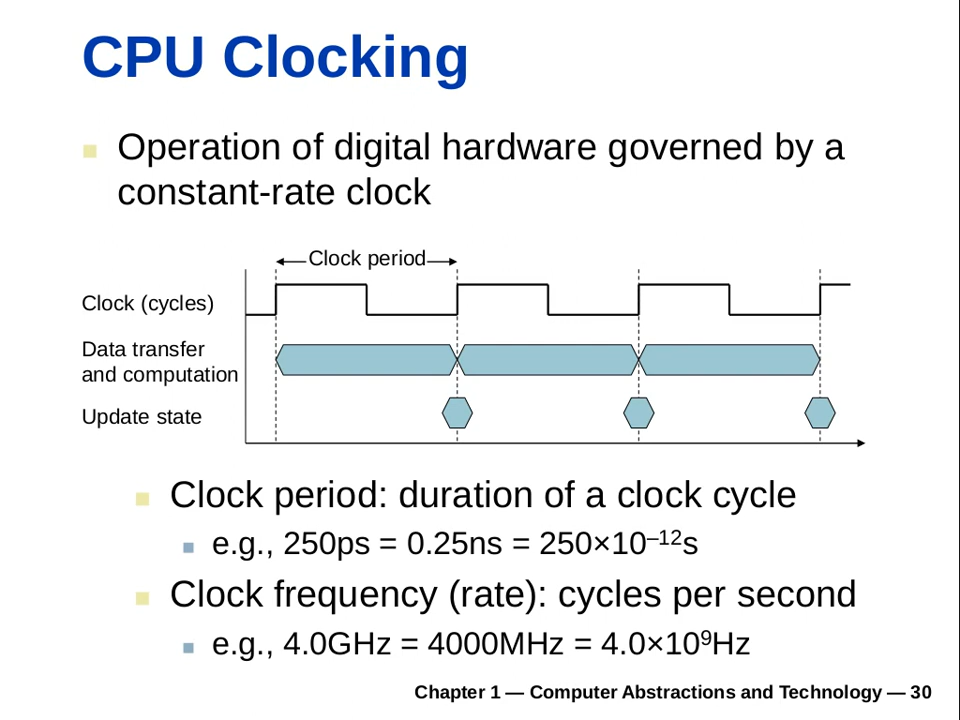 CPU Clocking
Operation of digital hardware governed by a
constant-rate clock
Clock period
Clock (cycles)
Data transfer
and computation
Update state
Clock period: duration of a clock cycle
e.g., 250ps = 0.25ns = 250×10⁻¹²s
Clock frequency (rate): cycles per second
e.g., 4.0GHz = 4000MHz = 4.0×10⁹Hz
Chapter 1 — Computer Abstractions and Technology — 30